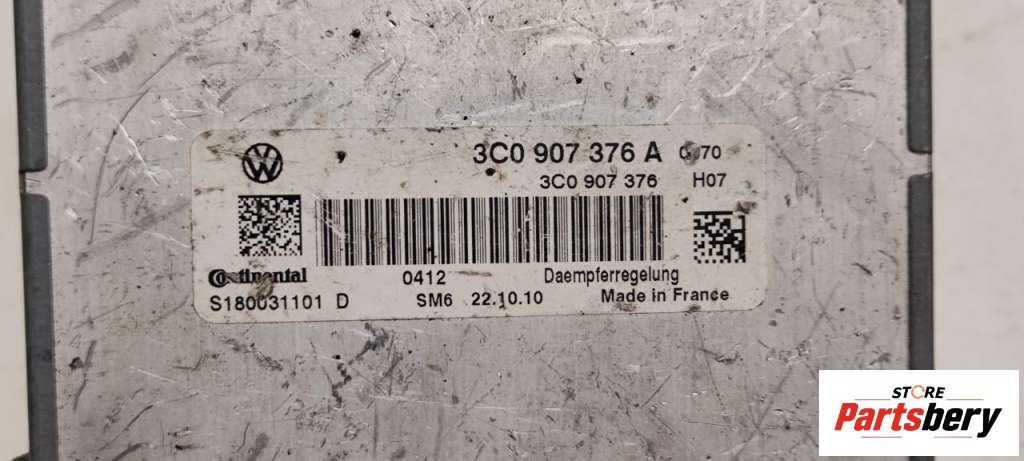 3C0 907 376 A
3C0 907 376 H07
Continental 0412 Daempferregelung
S180031101 D SM6 22.10.10 Made in France
STORE
Partsbery